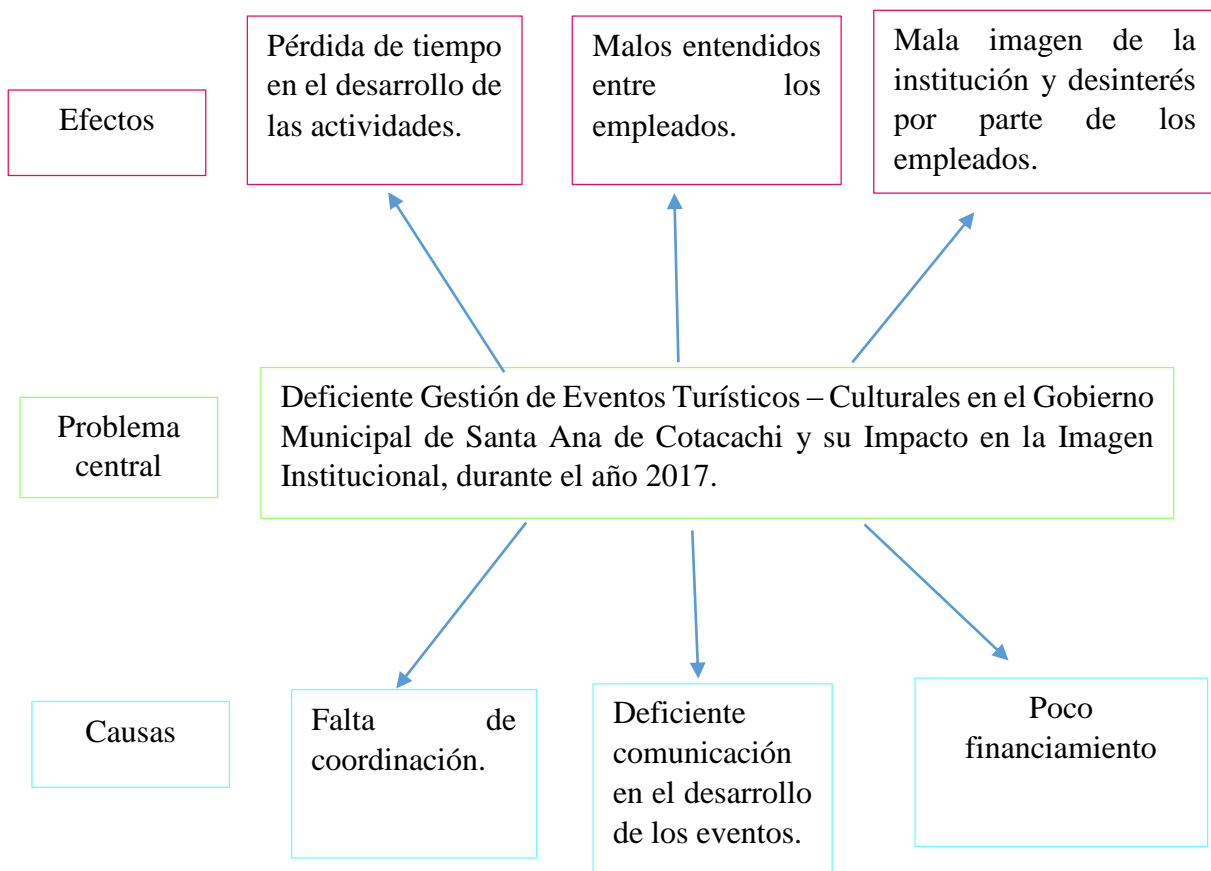 Efectos
Pérdida de tiempo
en el desarrollo de
las actividades.
Malos entendidos
entre los
empleados.
Mala imagen de la
institución y desinterés
por parte de los
empleados.
Problema
central
Deficiente Gestión de Eventos Turísticos – Culturales en el Gobierno
Municipal de Santa Ana de Cotacachi y su Impacto en la Imagen
Institucional, durante el año 2017.
Causas
Falta de
coordinación.
Deficiente
comunicación
en el desarrollo
de los eventos.
Poco
financiamiento